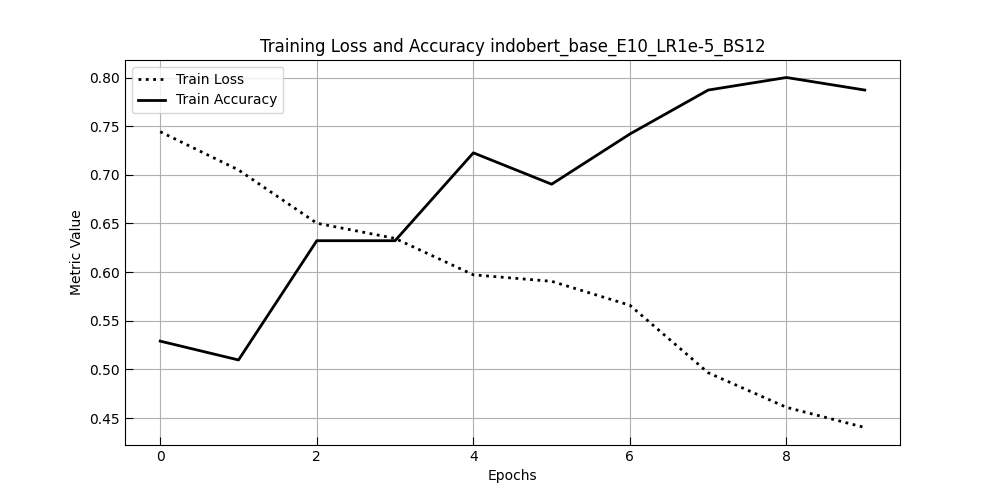 Training Loss and Accuracy indobert_base_E10_LR1e-5_BS12
Train Loss
Train Accuracy
0.80
0.75
0.70
0.65
0.60
0.55
0.50
0.45
Metric Value
0 2 4 6 8
Epochs